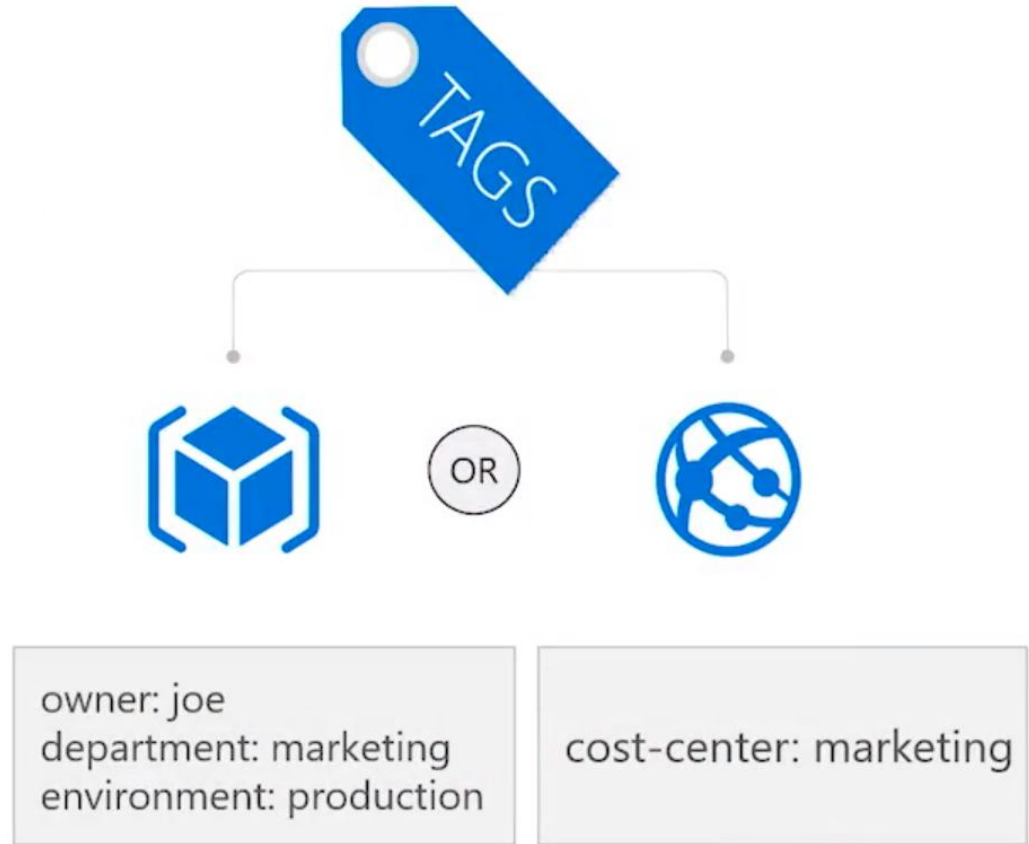 TAGS
OR
owner: joe
department: marketing
environment: production
cost-center: marketing